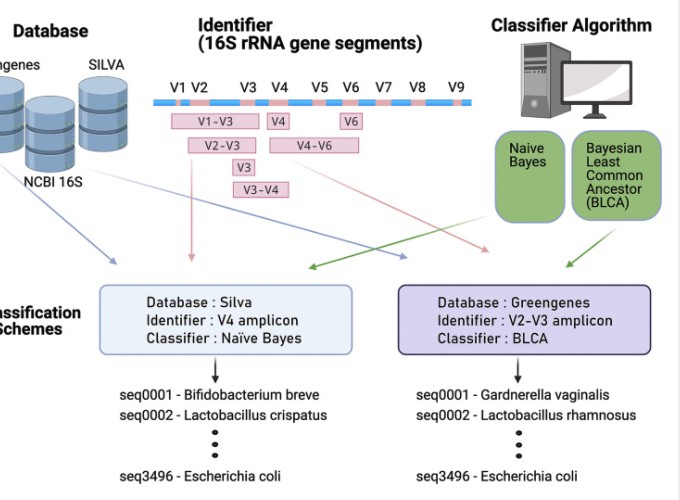 Database
Identifier
(16S rRNA gene segments)
Classifier Algorithm
ngenes
SILVA
NCBI 16S
V1 V2 V3 V4 V5 V6 V7 V8 V9
V1-V3 V4 V6
V2-V3 V4-V6
V3
V3-V4
Naive
Bayes
Bayesian
Least
Common
Ancestor
(BLCA)
assification
Schemes
Database : Silva
Identifier : V4 amplicon
Classifier : Naïve Bayes
Database : Greengenes
Identifier : V2-V3 amplicon
Classifier : BLCA
seq0001 - Bifidobacterium breve
seq0002 - Lactobacillus crispatus
seq3496 - Escherichia coli
seq0001 - Gardnerella vaginalis
seq0002 - Lactobacillus rhamnosus
seq3496 - Escherichia coli